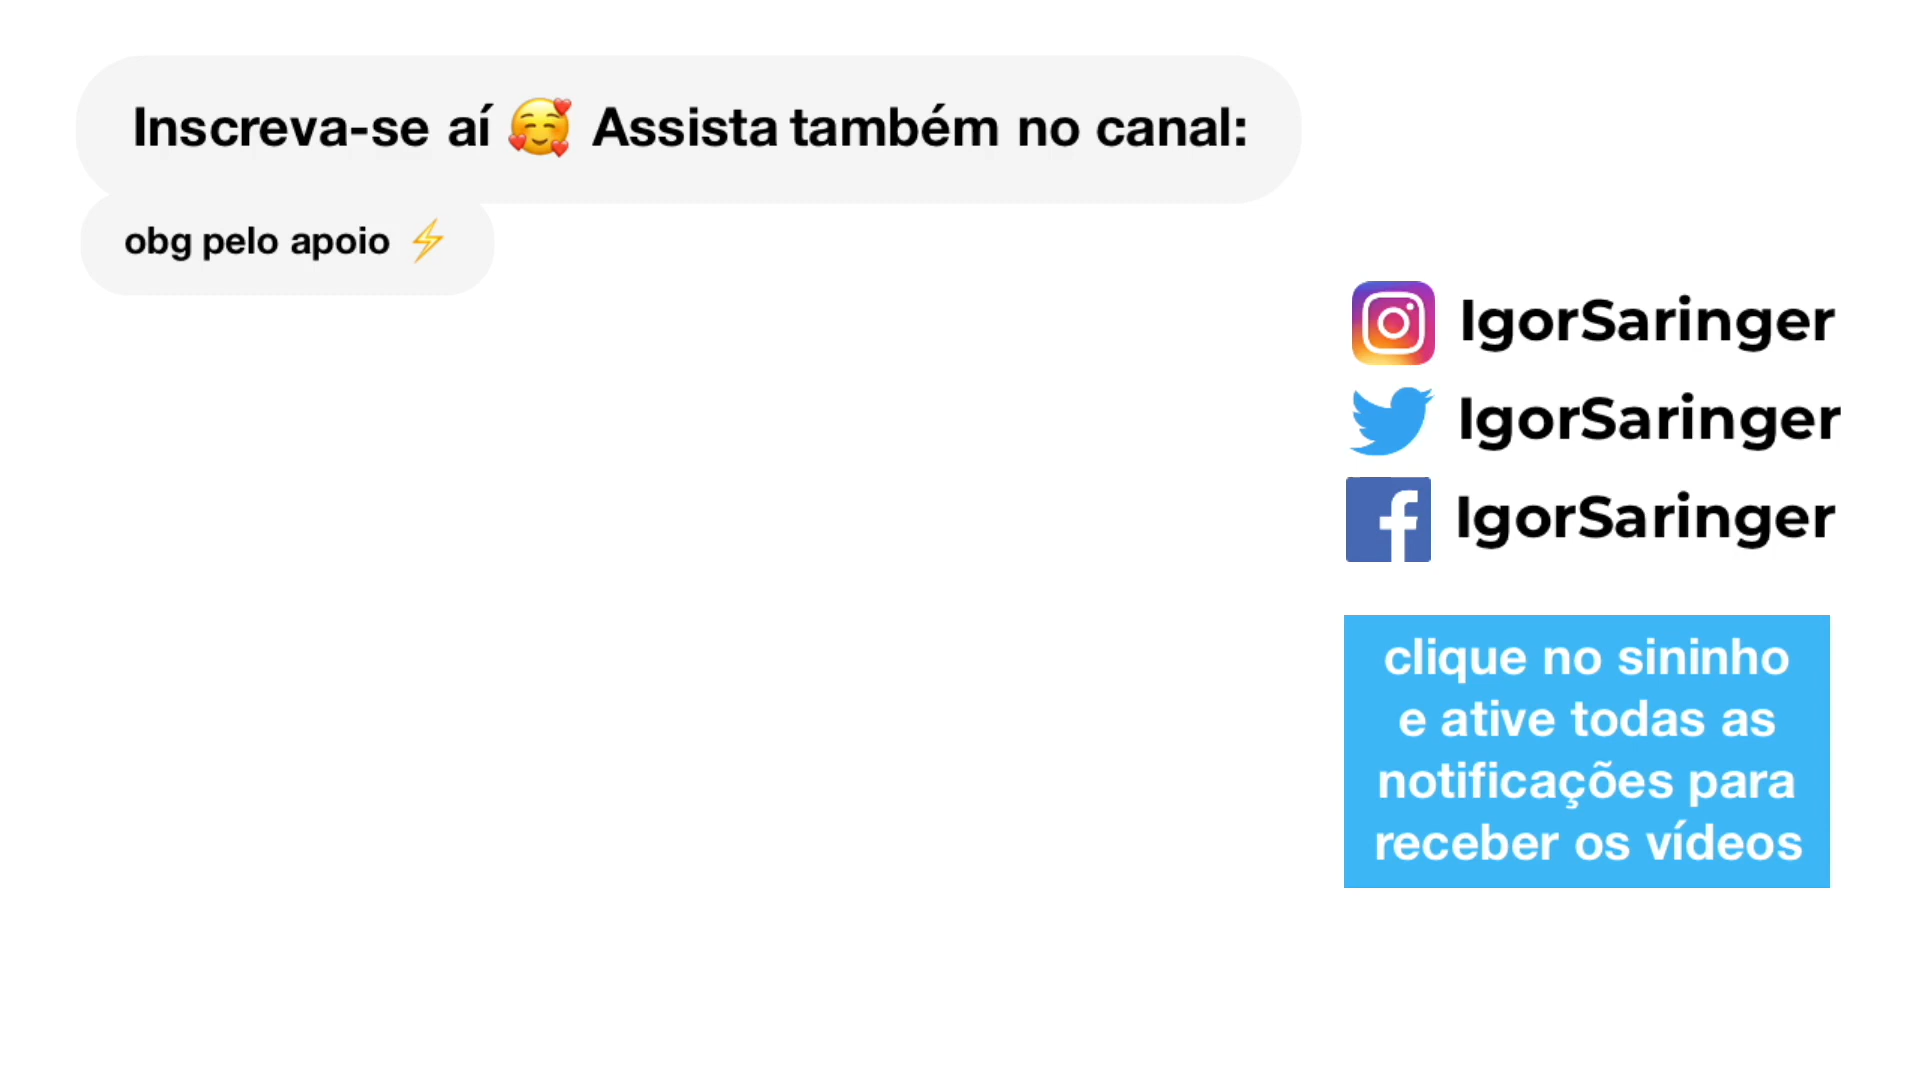 Inscreva-se aí 🥰 Assista também no canal:
obg pelo apoio ⚡
IgorSaringer
IgorSaringer
IgorSaringer
clique no sininho
e ative todas as
notificações para
receber os vídeos